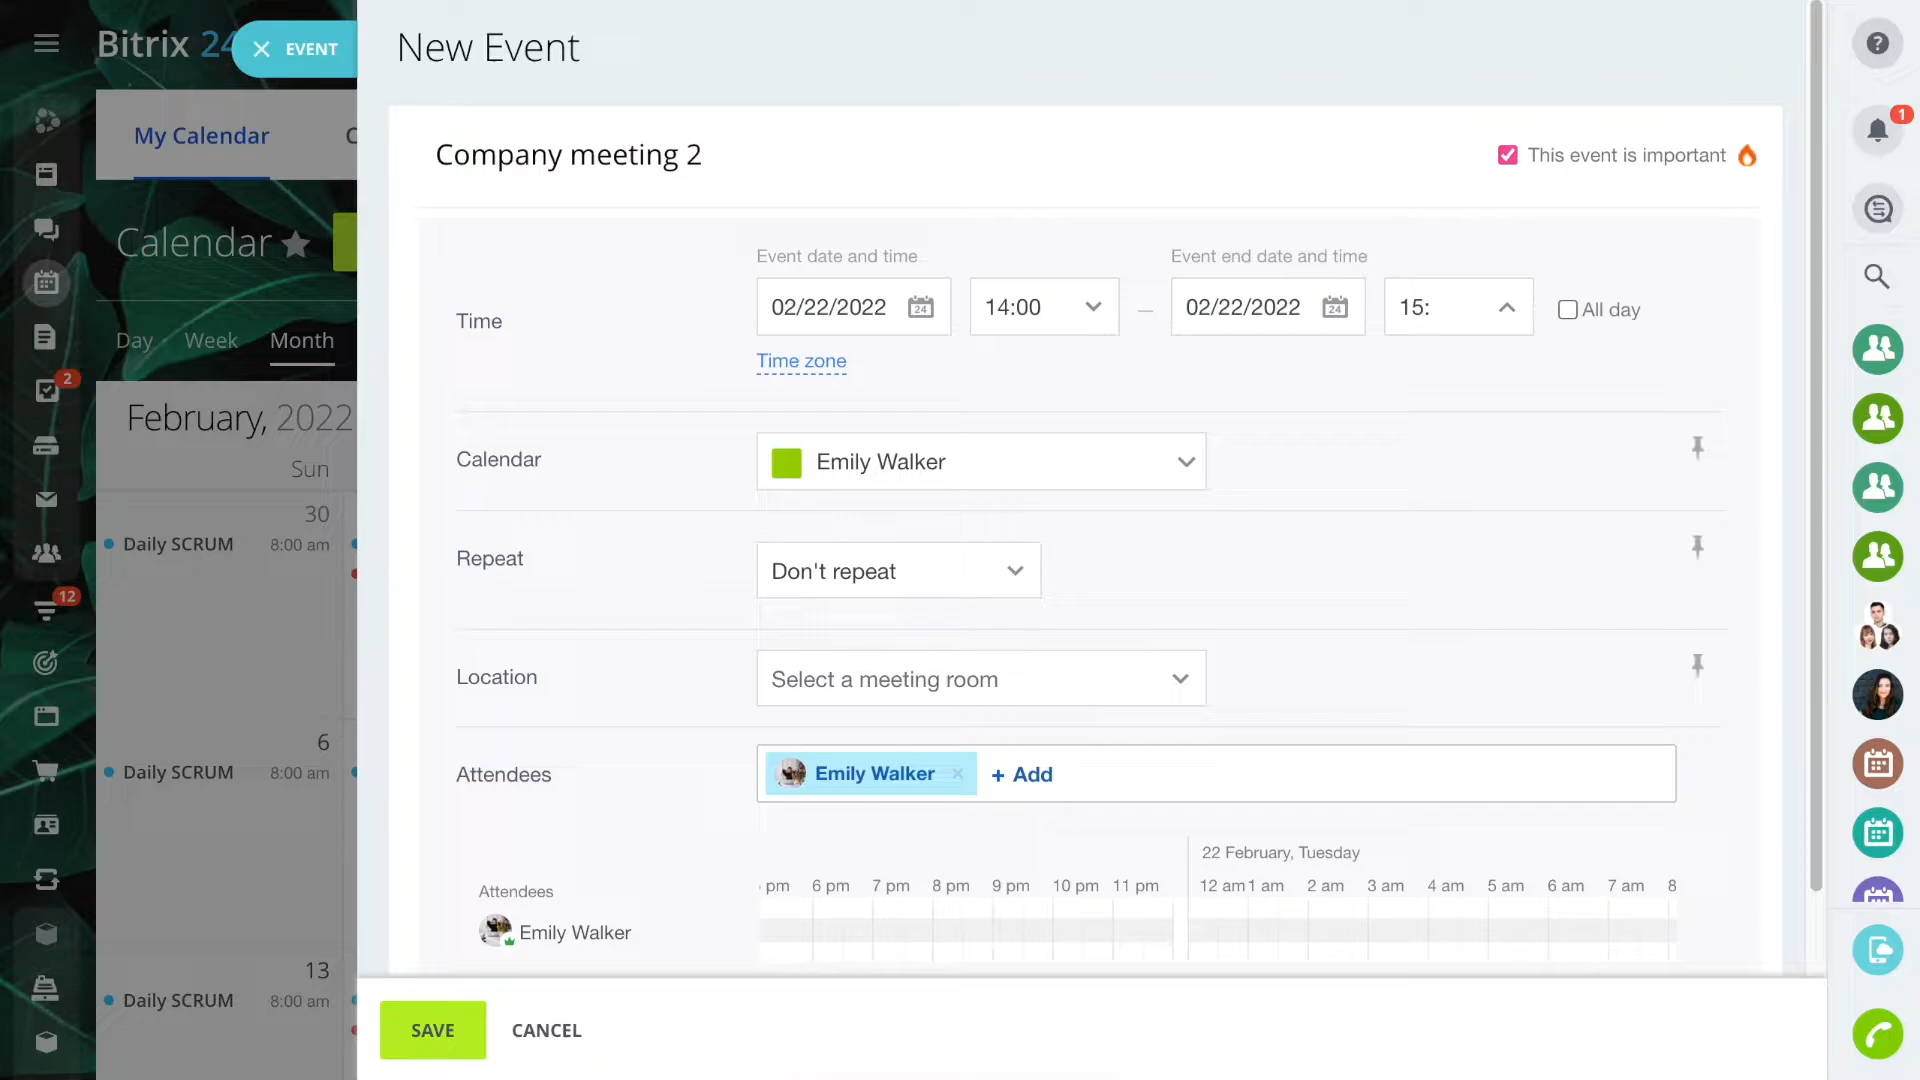 Bitrix 24
EVENT
New Event
My Calendar
Company meeting 2
This event is important
Calendar
Event date and time
Event end date and time
Time
02/22/2022
24
14:00
—
02/22/2022
24
15:
All day
Time zone
Day
Week
Month
February, 2022
Calendar
Emily Walker
Sun
30
Daily SCRUM
8:00 am
Repeat
Don't repeat
Location
Select a meeting room
6
Daily SCRUM
8:00 am
Attendees
Emily Walker
+ Add
22 February, Tuesday
Attendees
pm 6 pm 7 pm 8 pm 9 pm 10 pm 11 pm 12 am 1 am 2 am 3 am 4 am 5 am 6 am 7 am 8
Emily Walker
13
Daily SCRUM
8:00 am
SAVE
CANCEL
2
12
1